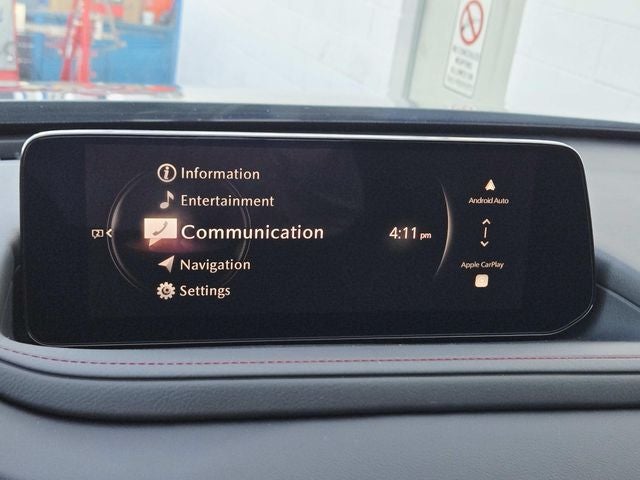 Information
Entertainment
Communication
4:11 pm
Navigation
Settings
Android Auto
Apple CarPlay